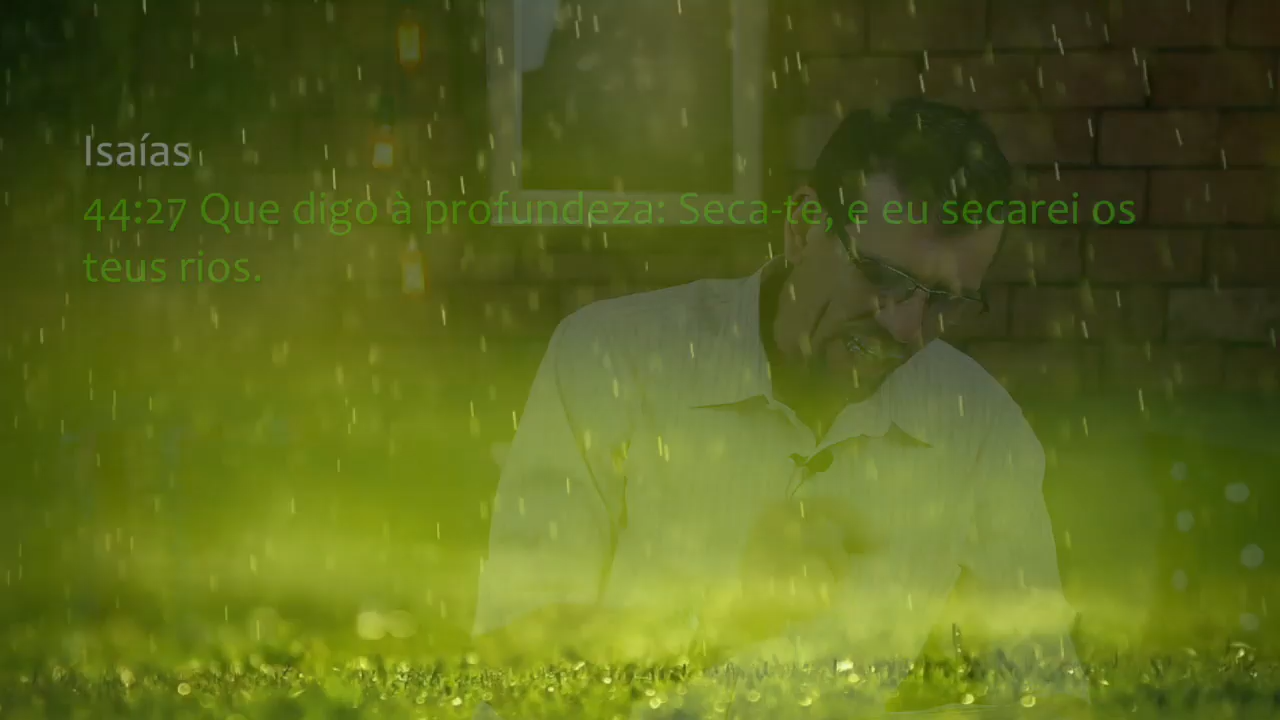 Isaías
44:27 Que digo à profundeza: Seca-te, e eu secarei os
teus rios.